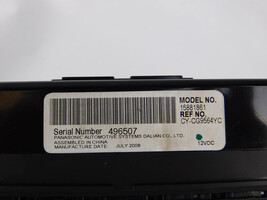 MODEL NO.
15881861
REF NO.
CY-CG9564YC
Serial Number 496507
PANASONIC AUTOMOTIVE SYSTEMS DALIAN CO., LTD.
ASSEMBLED IN CHINA
MANUFACTURE DATE JULY 2008
12VDC